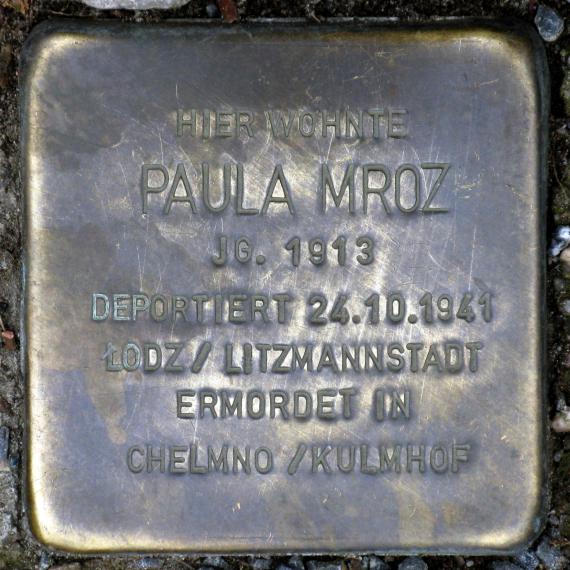 HIER WOHNTE
PAULA MROZ
JG. 1913
DEPORTIERT 24.10.1941
ŁODZ / LITZMANNSTADT
ERMORDET IN
CHELMNO / KULMHOF